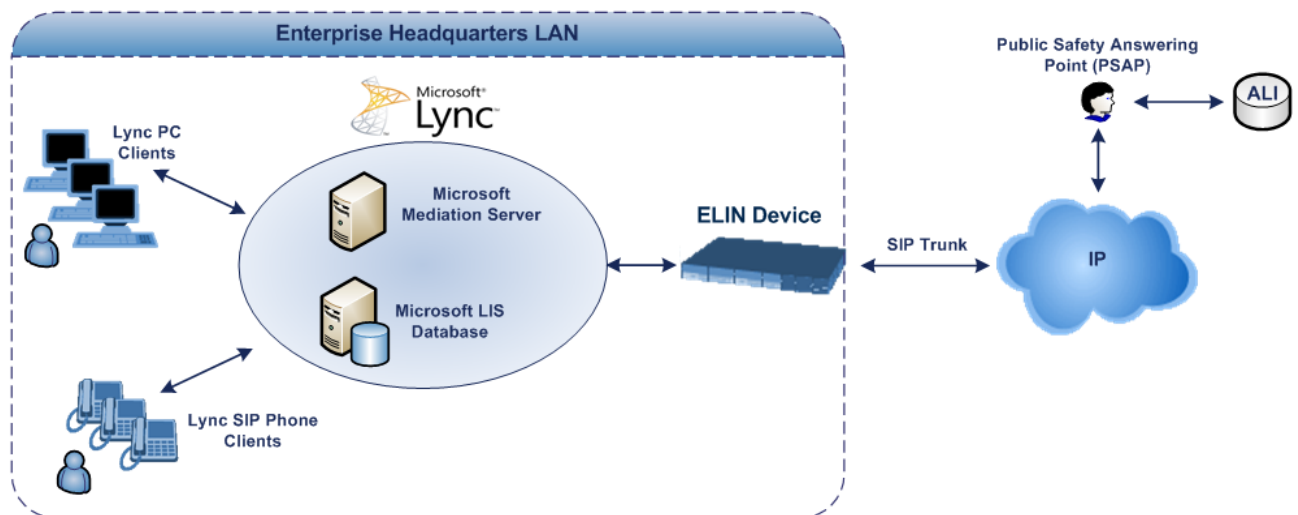 Enterprise Headquarters LAN
Public Safety Answering
Point (PSAP)
ALI
Microsoft®
Lync™
Lync PC
Clients
Microsoft
Mediation Server
ELIN Device
SIP Trunk
IP
Microsoft LIS
Database
Lync SIP Phone
Clients